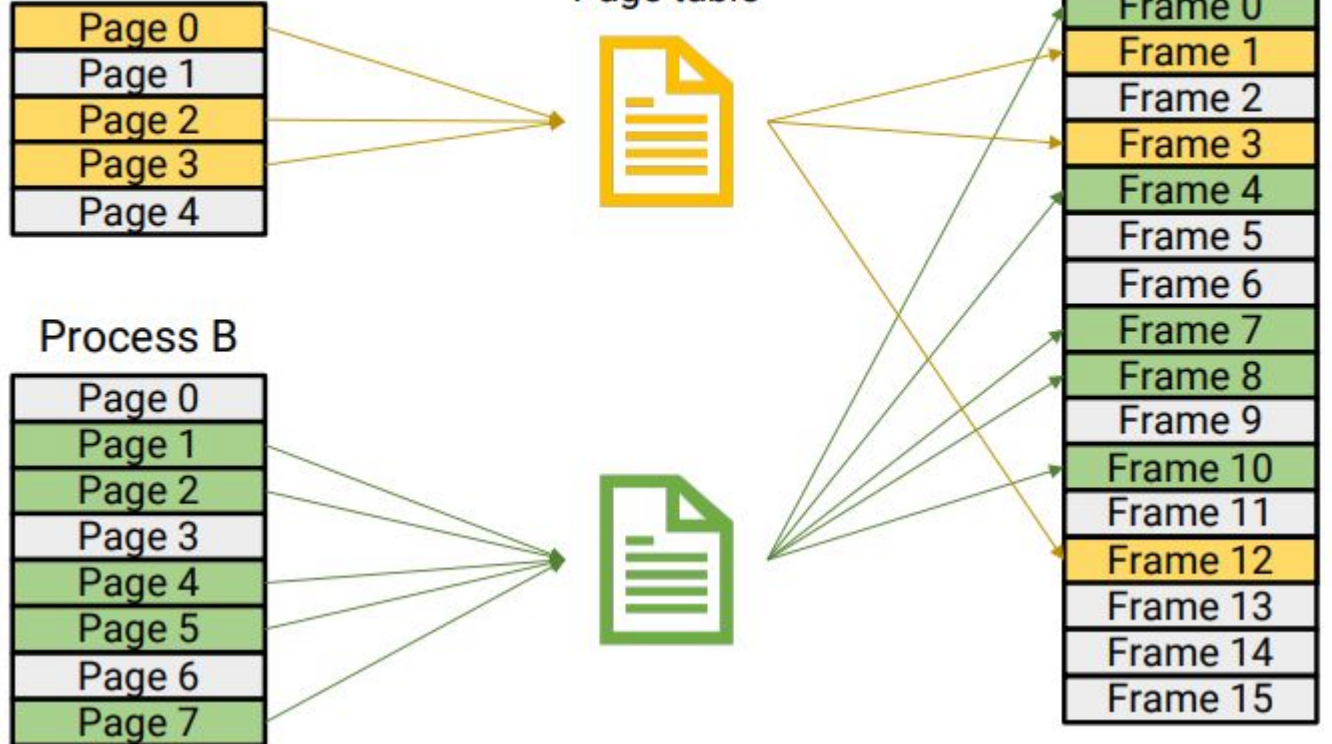 Page table
Page 0
Page 1
Page 2
Page 3
Page 4
Process B
Page 0
Page 1
Page 2
Page 3
Page 4
Page 5
Page 6
Page 7
Frame 0
Frame 1
Frame 2
Frame 3
Frame 4
Frame 5
Frame 6
Frame 7
Frame 8
Frame 9
Frame 10
Frame 11
Frame 12
Frame 13
Frame 14
Frame 15